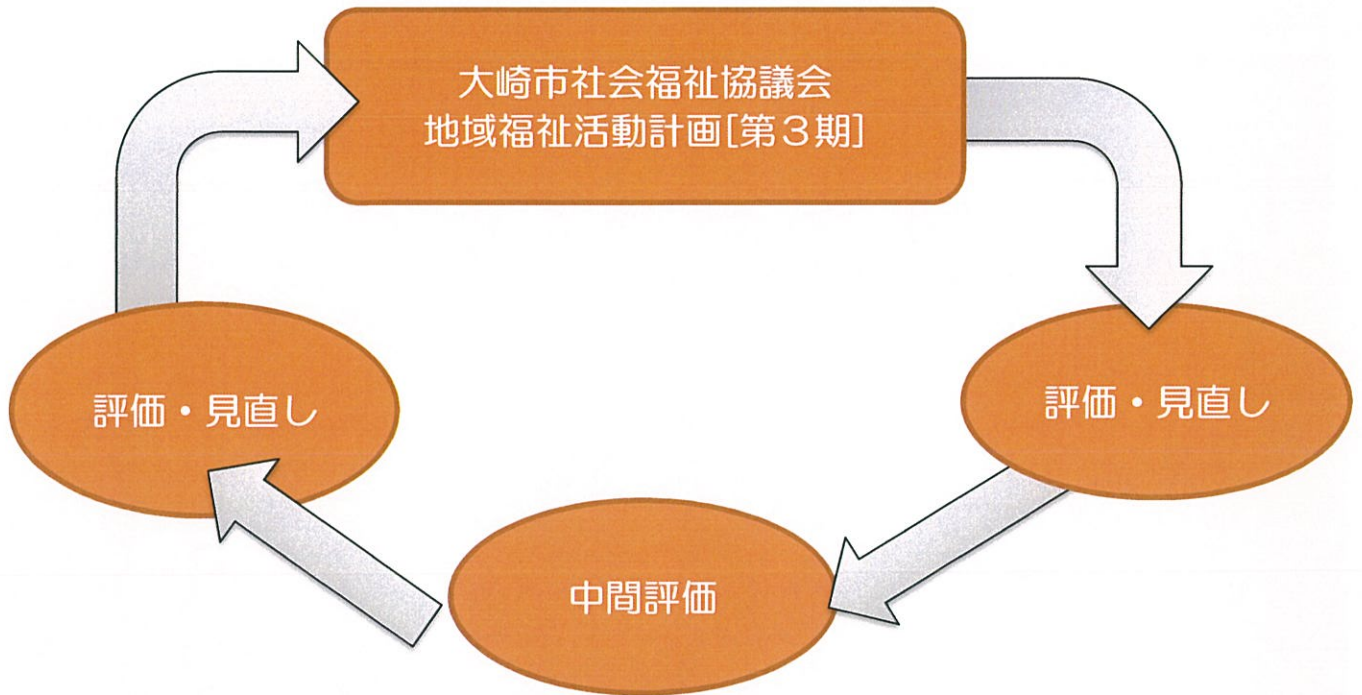 大崎市社会福祉協議会
地域福祉活動計画[第３期]
評価・見直し
評価・見直し
中間評価